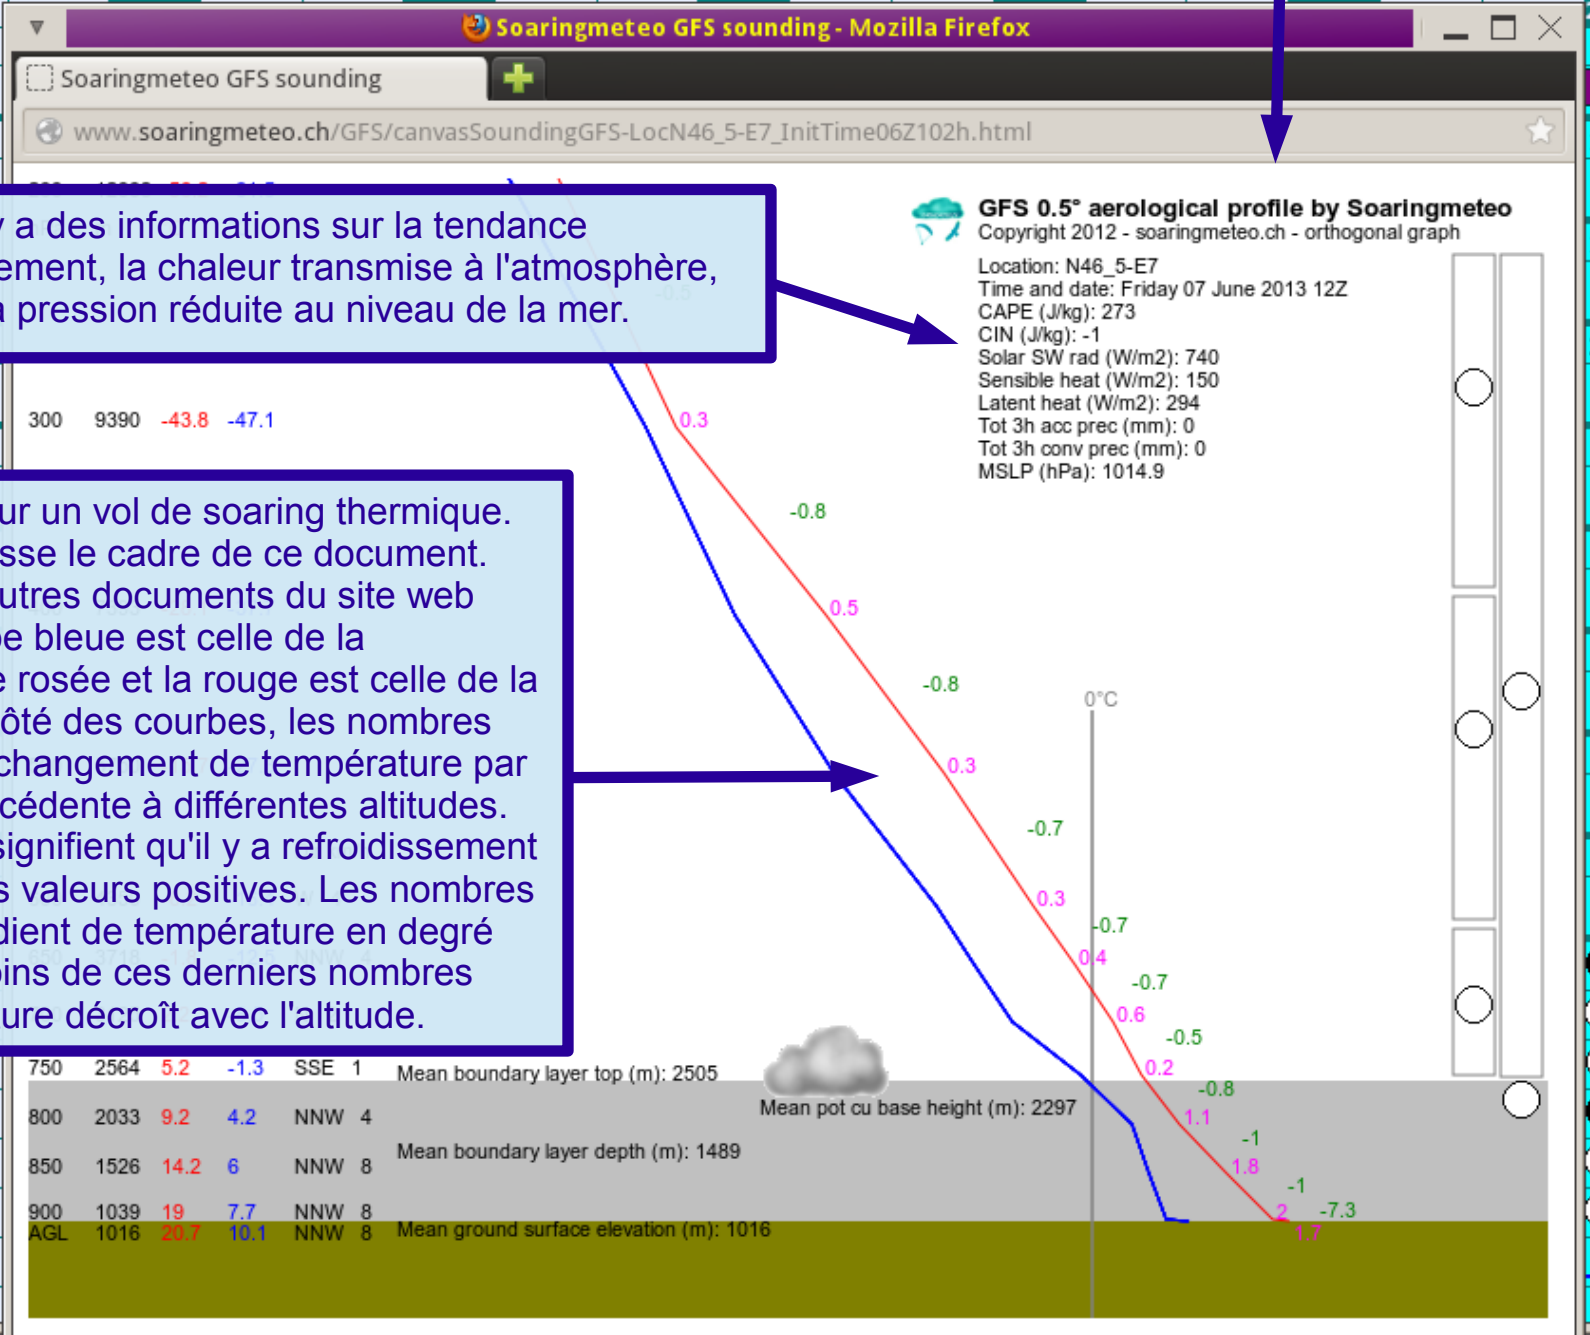 Soaringmeteo GFS sounding - Mozilla Firefox
Soaringmeteo GFS sounding
www.soaringmeteo.ch/GFS/canvasSoundingGFS-LocN46_5-E7_InitTime06Z102h.html
y a des informations sur la tendance
ement, la chaleur transmise à l'atmosphère,
a pression réduite au niveau de la mer.
GFS 0.5° aerological profile by Soaringmeteo
Copyright 2012 - soaringmeteo.ch - orthogonal graph
Location: N46_5-E7
Time and date: Friday 07 June 2013 12Z
CAPE (J/kg): 273
CIN (J/kg): -1
Solar SW rad (W/m2): 740
Sensible heat (W/m2): 150
Latent heat (W/m2): 294
Tot 3h acc prec (mm): 0
Tot 3h conv prec (mm): 0
MSLP (hPa): 1014.9
-0.5
300 9390 -43.8 -47.1
0.3
-0.8
ur un vol de soaring thermique.
sse le cadre de ce document.
utres documents du site web
be bleue est celle de la
e rosée et la rouge est celle de la
ôté des courbes, les nombres
changement de température par
cédente à différentes altitudes.
signifient qu'il y a refroidissement
s valeurs positives. Les nombres
dient de température en degré
oins de ces derniers nombres
ture décroît avec l'altitude.
0.5
-0.8
0°C
0.3
-0.7
0.3
-0.7
0.4
-0.7
0.6
-0.5
0.2
-0.8
1.1
-1
1.8
-1
2
-7.3
1.7
750 2564 5.2 -1.3 SSE 1 Mean boundary layer top (m): 2505
Mean pot cu base height (m): 2297
800 2033 9.2 4.2 NNW 4
Mean boundary layer depth (m): 1489
850 1526 14.2 6 NNW 8
900 1039 19 7.7 NNW 8
AGL 1016 20.7 10.1 NNW 8 Mean ground surface elevation (m): 1016